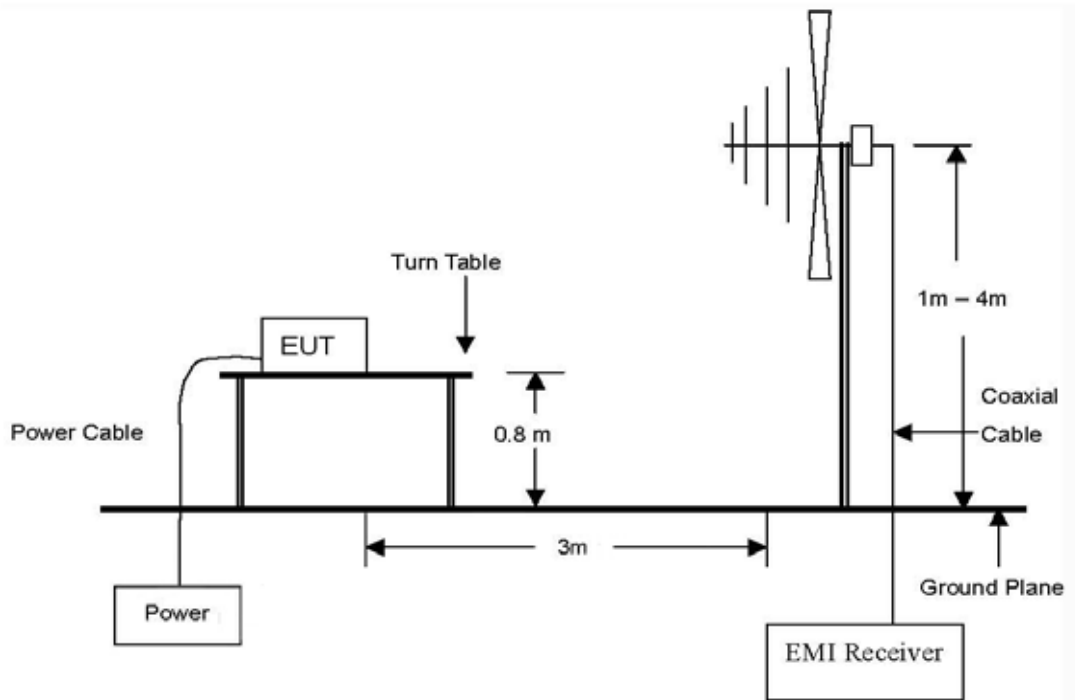 Turn Table
EUT
1m – 4m
Power Cable
0.8 m
Coaxial
Cable
3m
Ground Plane
Power
EMI Receiver